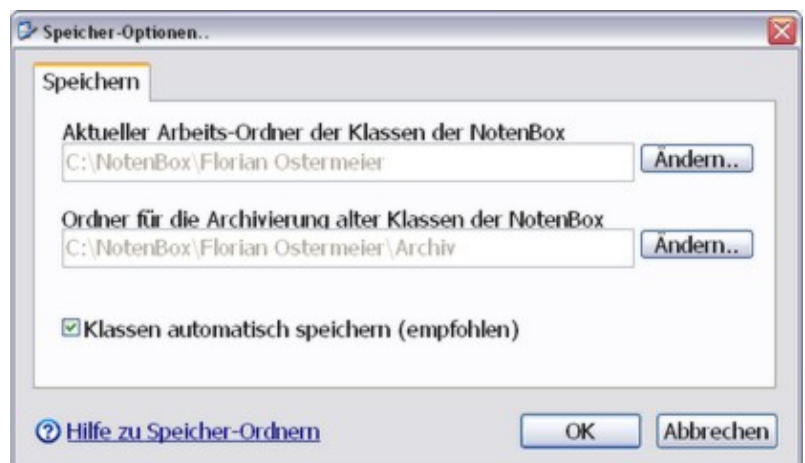 Speicher-Optionen..
Speichern
Aktueller Arbeits-Ordner der Klassen der NotenBox
C:\NotenBox\Florian Ostermeier
Ändern..
Ordner für die Archivierung alter Klassen der NotenBox
C:\NotenBox\Florian Ostermeier\Archiv
Ändern..
Klassen automatisch speichern (empfohlen)
Hilfe zu Speicher-Ordnern
OK
Abbrechen